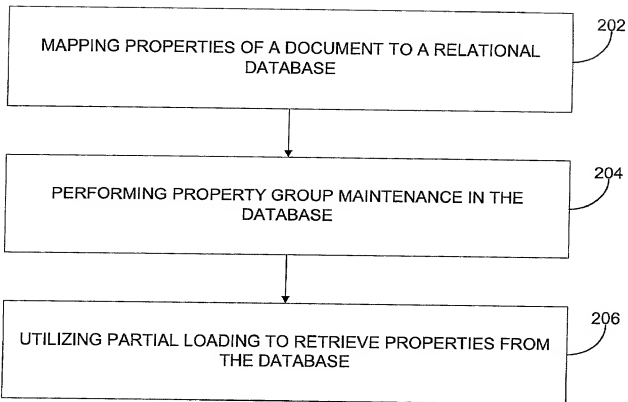 202
MAPPING PROPERTIES OF A DOCUMENT TO A RELATIONAL
DATABASE
204
PERFORMING PROPERTY GROUP MAINTENANCE IN THE
DATABASE
206
UTILIZING PARTIAL LOADING TO RETRIEVE PROPERTIES FROM
THE DATABASE